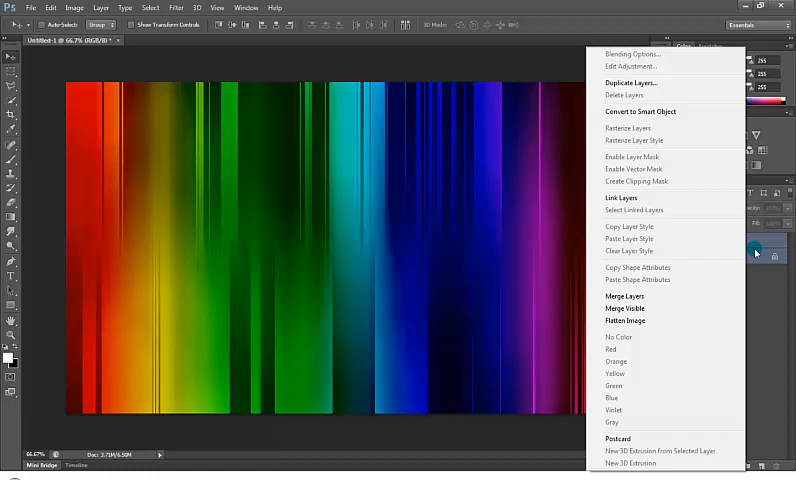 Ps File Edit Image Layer Type Select Filter 3D View Window Help
Auto-Select: Group Show Transform Controls 3D Mode: Essentials
Untitled-1 @ 66.7% (RGB/8) * ×
Color
255
255
255
Blending Options...
Edit Adjustment...
Duplicate Layers...
Delete Layers
Convert to Smart Object
Rasterize Layers
Rasterize Layer Style
Enable Layer Mask
Enable Vector Mask
Create Clipping Mask
Link Layers
Select Linked Layers
Copy Layer Style
Paste Layer Style
Clear Layer Style
Copy Shape Attributes
Paste Shape Attributes
Merge Layers
Merge Visible
Flatten Image
No Color
Red
Orange
Yellow
Green
Blue
Violet
Gray
Postcard
New 3D Extrusion from Selected Layer
New 3D Extrusion
Fill:
66.67% Doc: 3.71M/6.50M
Mini Bridge Timeline